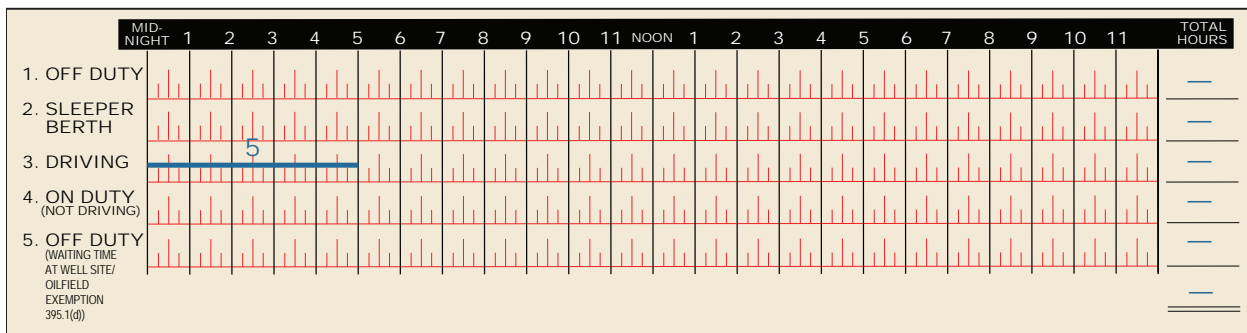 MID-NIGHT 1 2 3 4 5 6 7 8 9 10 11 NOON 1 2 3 4 5 6 7 8 9 10 11 TOTAL HOURS
1. OFF DUTY —
2. SLEEPER BERTH —
5
3. DRIVING —
4. ON DUTY —
(NOT DRIVING)
5. OFF DUTY —
(WAITING TIME
AT WELL SITE/
OILFIELD
EXEMPTION —
395.1(d))